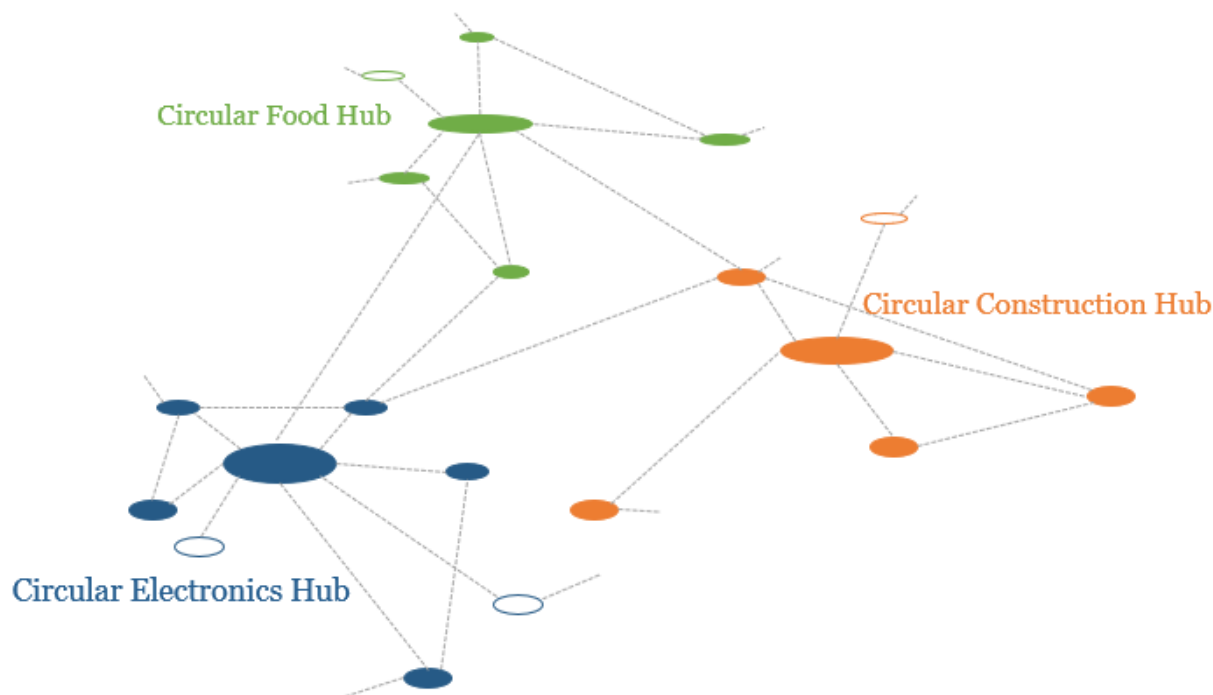 Circular Food Hub
Circular Construction Hub
Circular Electronics Hub